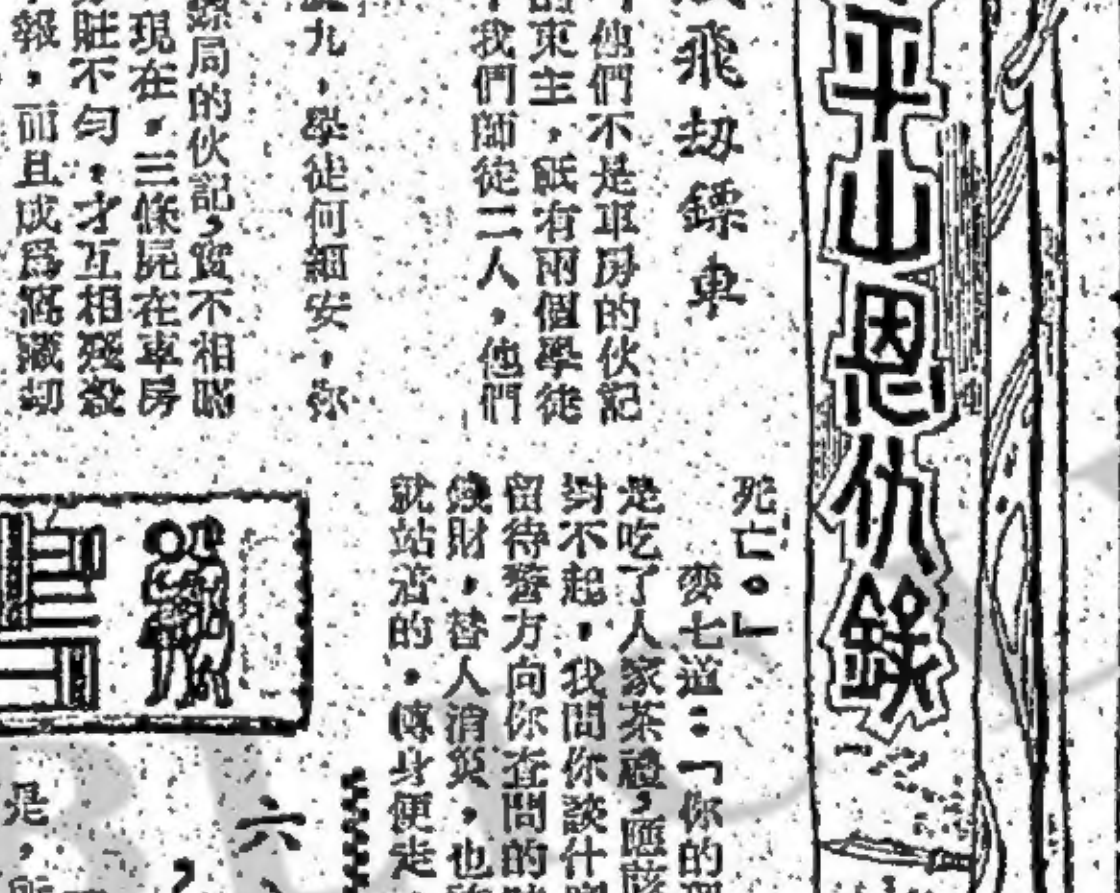 平山恩仇錄
飛劫鏢車
他們不是車房的伙記
東主，祇有兩個學徒
我們師徒二人，他們
九，學徒何細安，你
鏢局的伙記，實不相瞞
現在，三條屍在車房
賍不匀，才互相殘殺
報，而且成爲窩藏刧
死亡。」
麥七道：「你的
是吃了人家茶禮，應該
對不起，我問你談什
留待警方向你查問的
錢財，替人消災，也
就站着的，轉身便走
六
是，